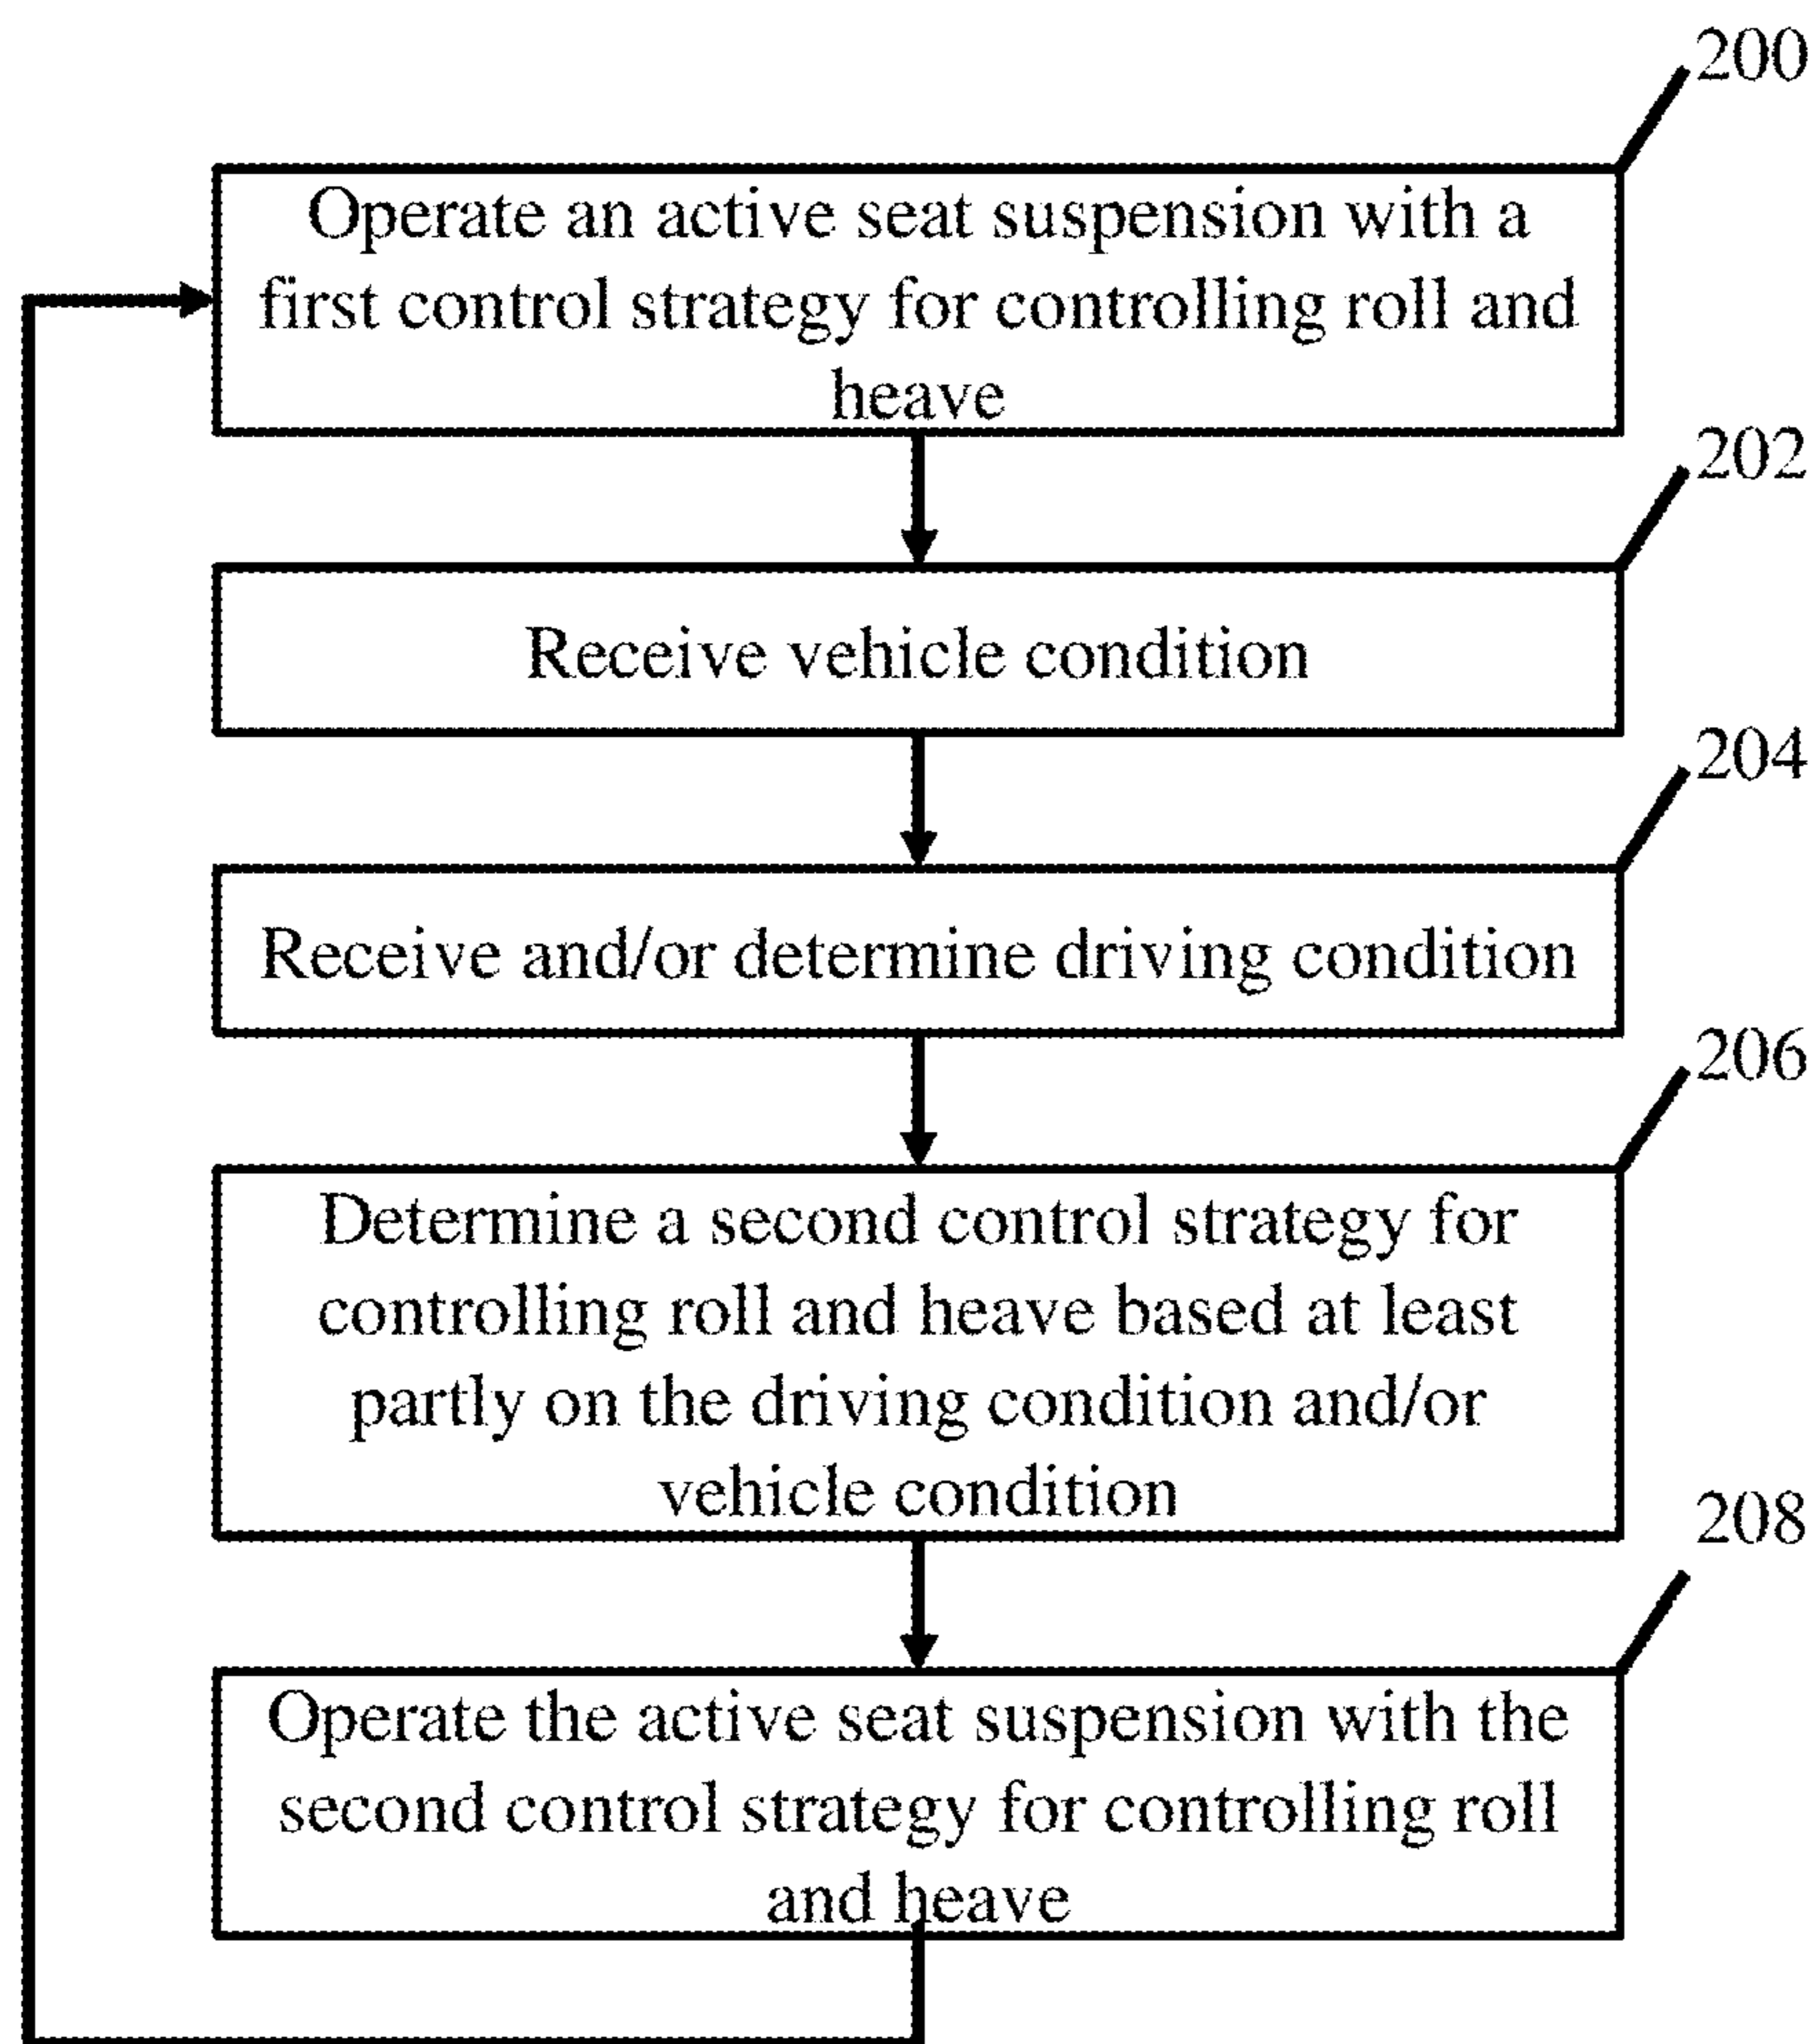 200
Operate an active seat suspension with a
first control strategy for controlling roll and
heave
202
Receive vehicle condition
204
Receive and/or determine driving condition
206
Determine a second control strategy for
controlling roll and heave based at least
partly on the driving condition and/or
vehicle condition
208
Operate the active seat suspension with the
second control strategy for controlling roll
and heave